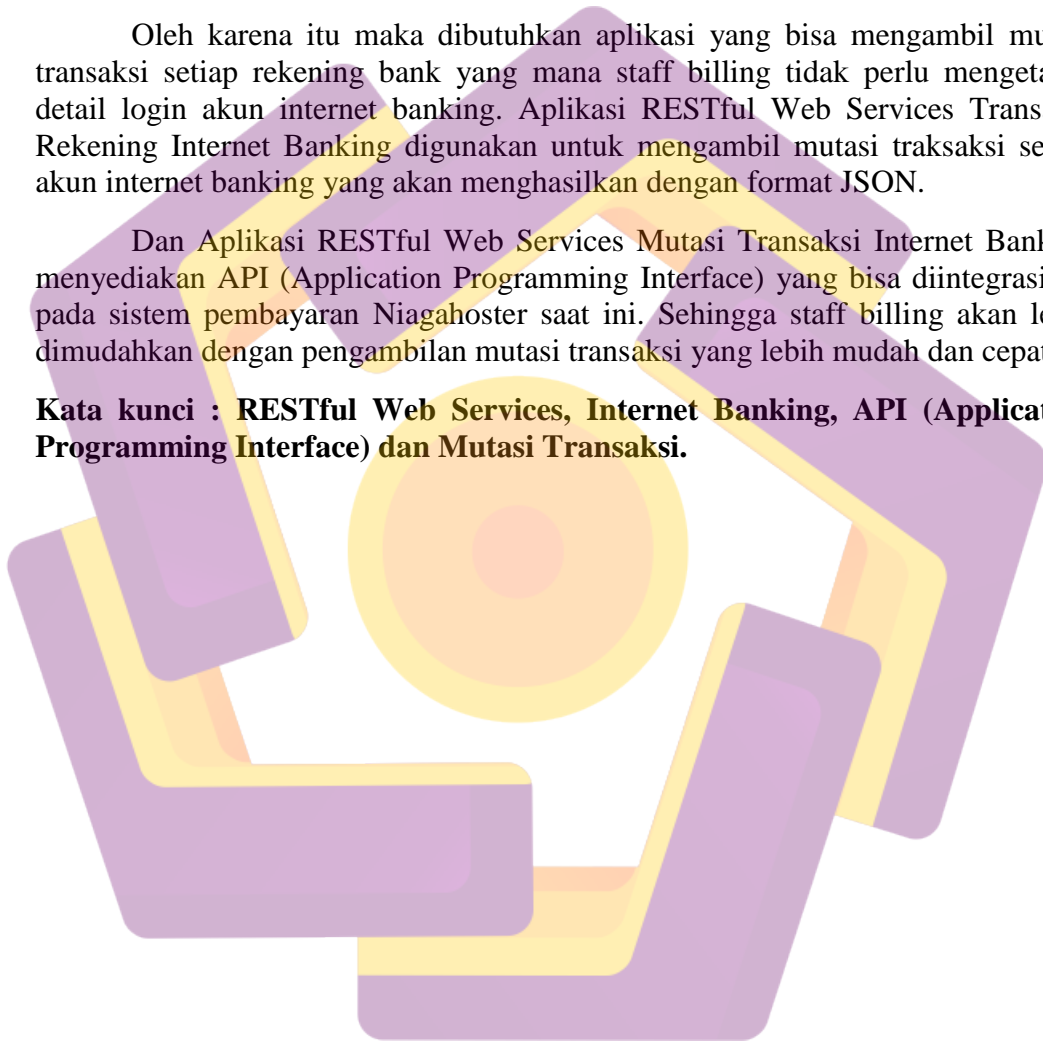 Oleh karena itu maka dibutuhkan aplikasi yang bisa mengambil mu
transaksi setiap rekening bank yang mana staff billing tidak perlu mengeta
detail login akun internet banking. Aplikasi RESTful Web Services Trans
Rekening Internet Banking digunakan untuk mengambil mutasi traksaksi se
akun internet banking yang akan menghasilkan dengan format JSON.
Dan Aplikasi RESTful Web Services Mutasi Transaksi Internet Bank
menyediakan API (Application Programming Interface) yang bisa diintegrasi
pada sistem pembayaran Niagahoster saat ini. Sehingga staff billing akan le
dimudahkan dengan pengambilan mutasi transaksi yang lebih mudah dan cepat
Kata kunci : RESTful Web Services, Internet Banking, API (Applicat
Programming Interface) dan Mutasi Transaksi.